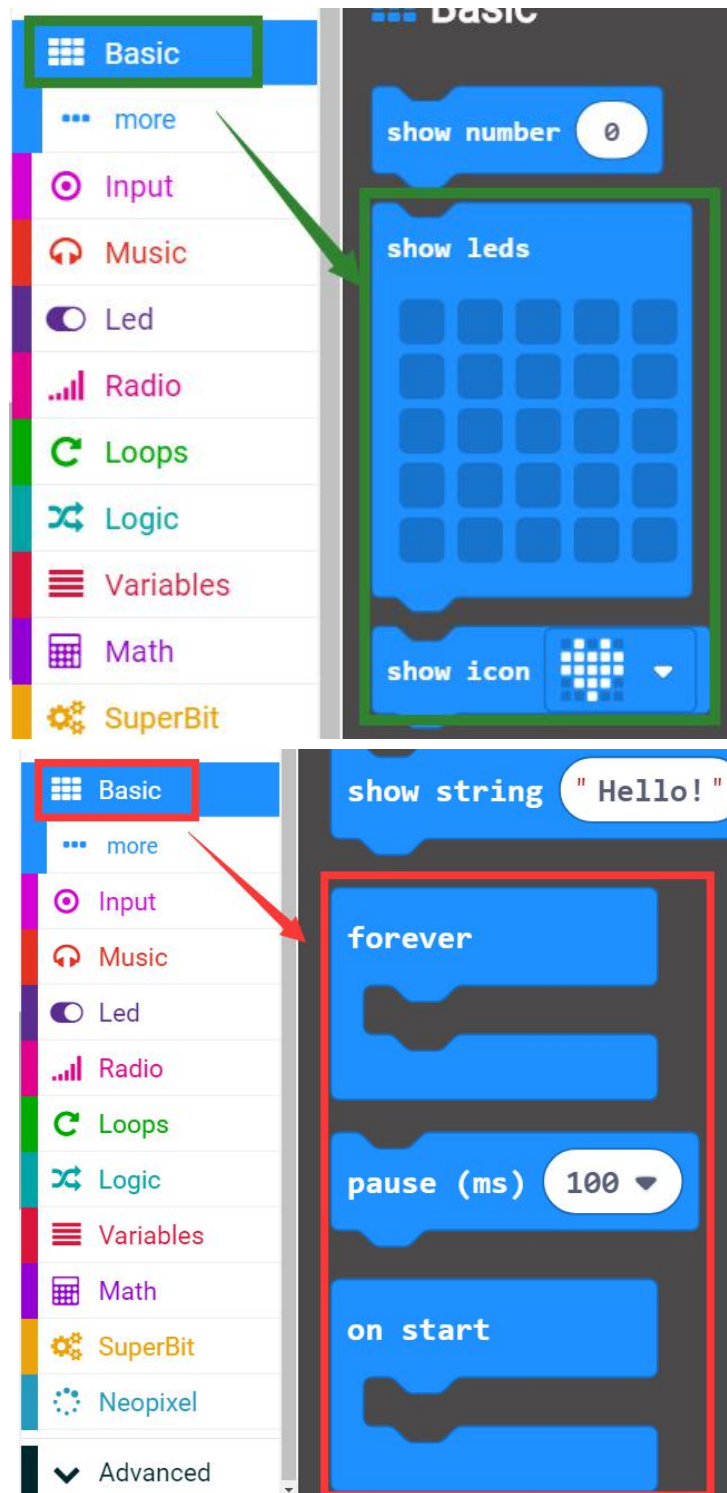 Basic
more
Input
Music
Led
Radio
Loops
Logic
Variables
Math
SuperBit
Basic
show number 0
show leds
show icon
Basic
more
Input
Music
Led
Radio
Loops
Logic
Variables
Math
SuperBit
Neopixel
Advanced
show string "Hello!"
forever
pause (ms) 100
on start